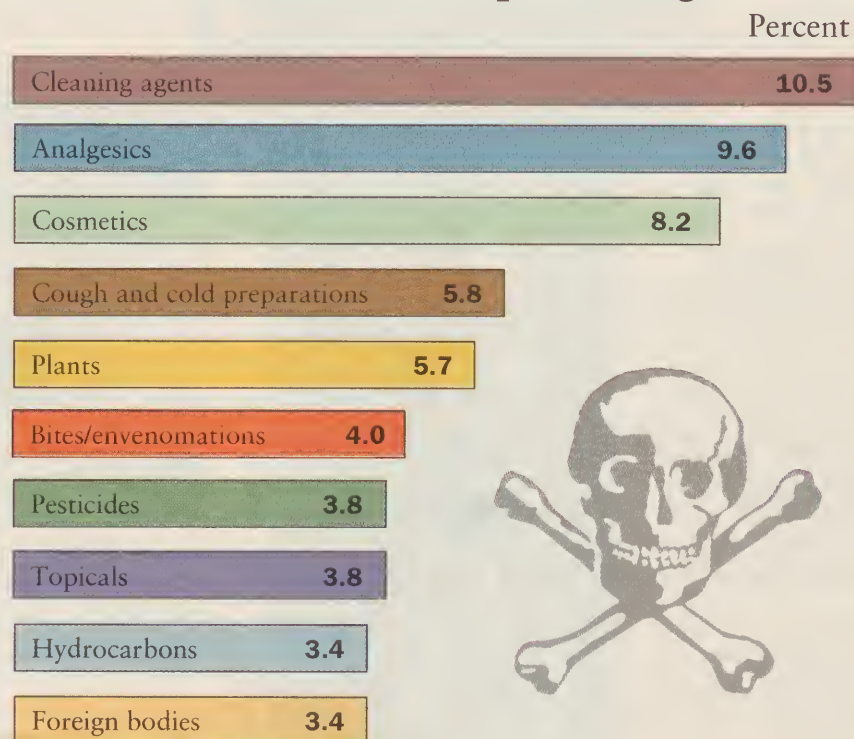 Percent
Cleaning agents 10.5
Analgesics 9.6
Cosmetics 8.2
Cough and cold preparations 5.8
Plants 5.7
Bites/envenomations 4.0
Pesticides 3.8
Topicals 3.8
Hydrocarbons 3.4
Foreign bodies 3.4